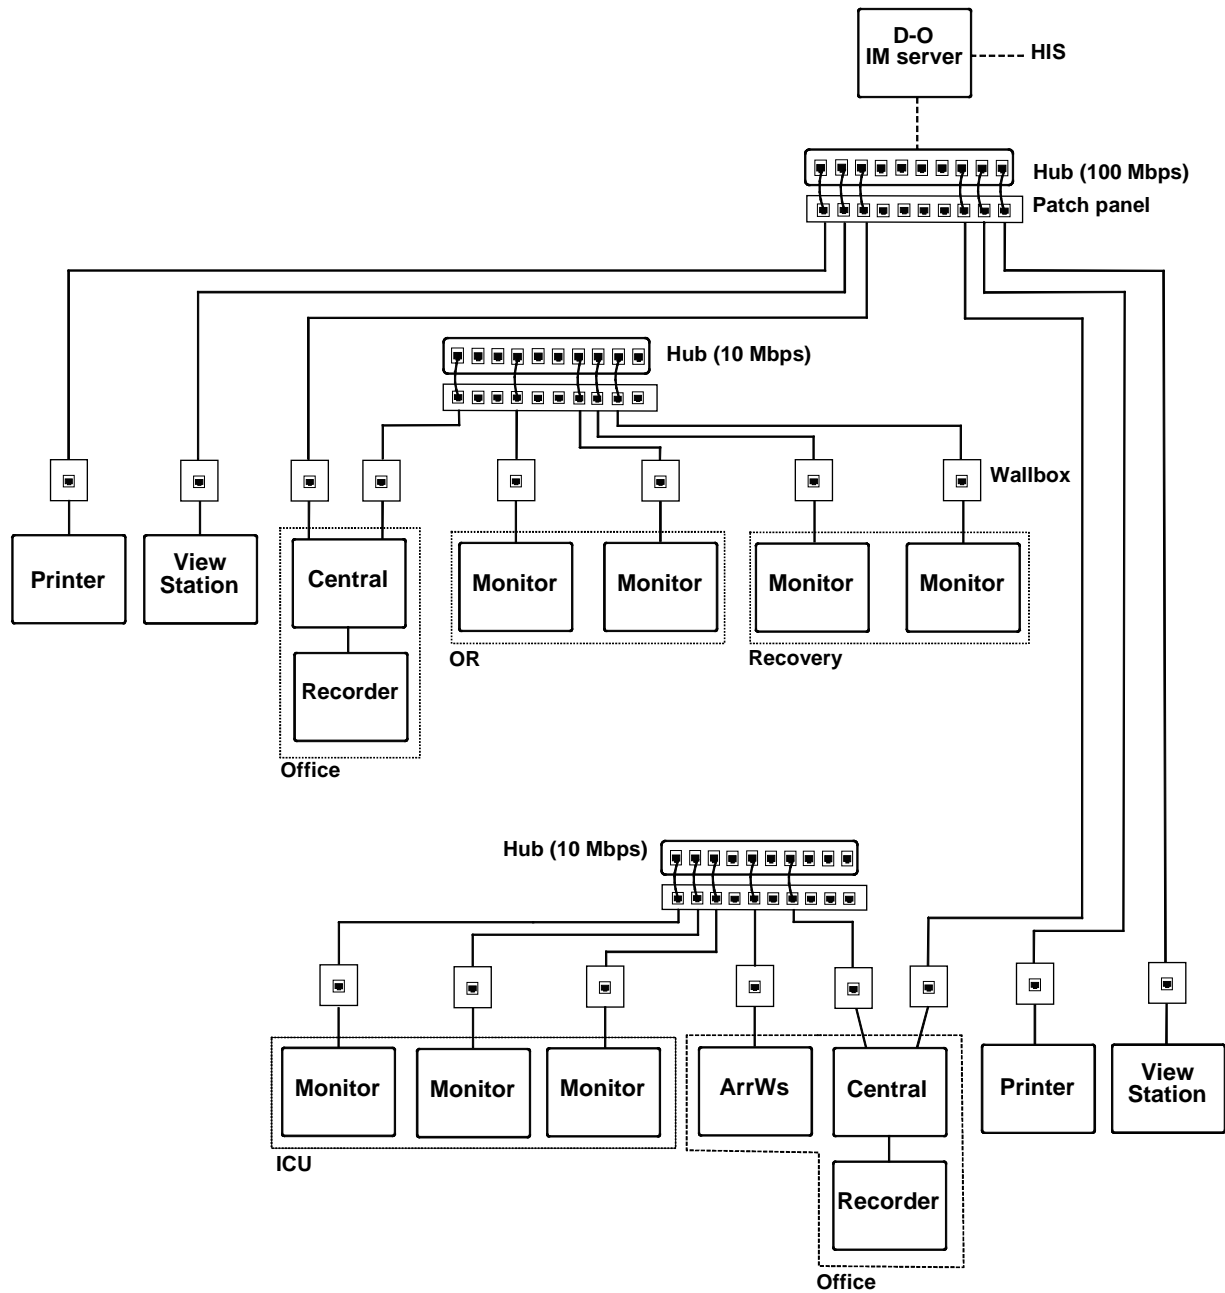 D-O
IM server
HIS
Hub (100 Mbps)
Patch panel
Hub (10 Mbps)
Wallbox
Printer
View
Station
Central
Monitor
Monitor
Monitor
Monitor
OR
Recovery
Recorder
Office
Hub (10 Mbps)
Monitor
Monitor
Monitor
ArrWs
Central
Printer
View
Station
ICU
Recorder
Office